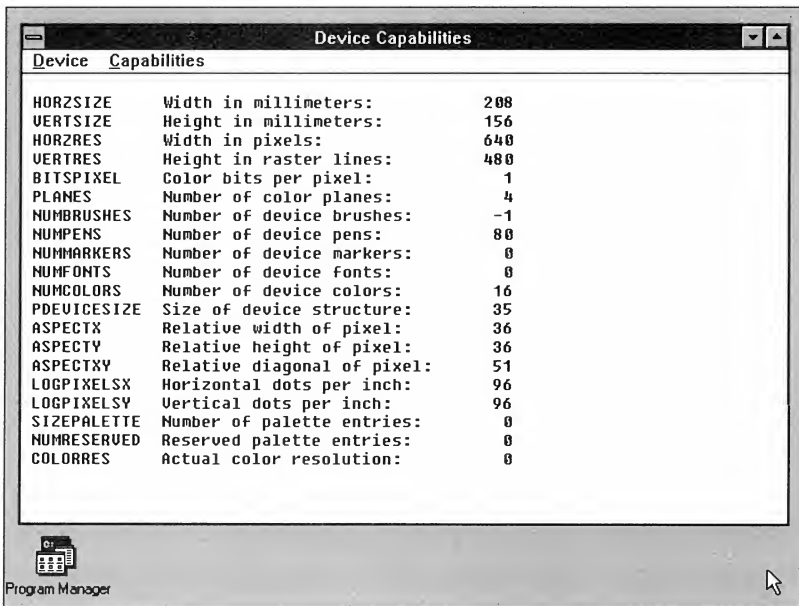 Device Capabilities
Device Capabilities
HORZSIZE Width in millimeters: 208
VERTSIZE Height in millimeters: 156
HORZRES Width in pixels: 640
VERTRES Height in raster lines: 480
BITSPIXEL Color bits per pixel: 1
PLANES Number of color planes: 4
NUMBRUSHES Number of device brushes: -1
NUMPENS Number of device pens: 80
NUMMARKERS Number of device markers: 0
NUMFONTS Number of device fonts: 0
NUMCOLORS Number of device colors: 16
PDEVICESIZE Size of device structure: 35
ASPECTX Relative width of pixel: 36
ASPECTY Relative height of pixel: 36
ASPECTXY Relative diagonal of pixel: 51
LOGPIXELSX Horizontal dots per inch: 96
LOGPIXELSY Vertical dots per inch: 96
SIZEPALETTE Number of palette entries: 0
NUMRESERVED Reserved palette entries: 0
COLORRES Actual color resolution: 0
C:\
Program Manager